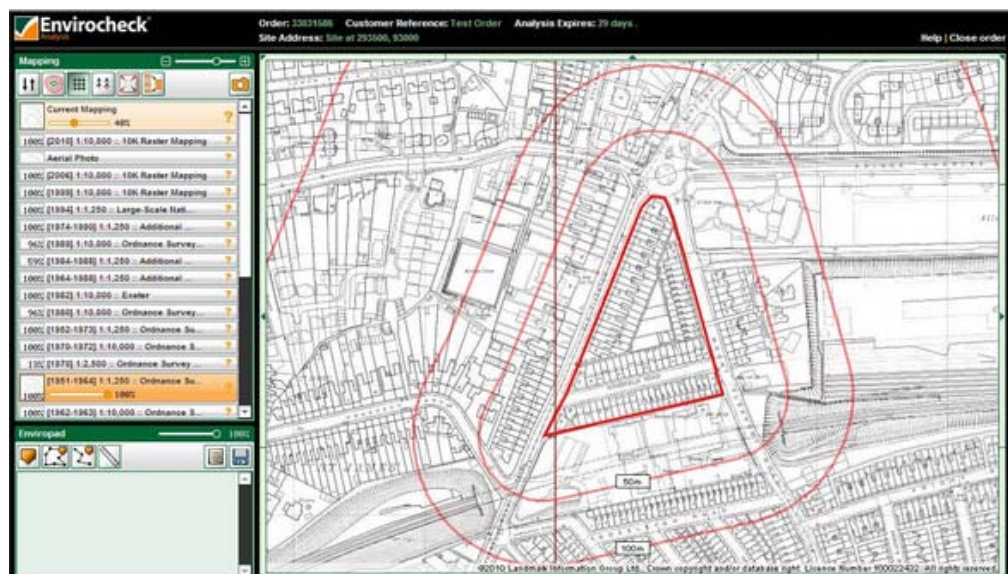 Envirocheck
Analysis
Order: 33031586 Customer Reference: Test Order Analysis Expires: 29 days.
Site Address: Site at 293500, 93000
Help | Close order
Mapping
Current Mapping
40%
100% [2010] 1:10,000 :: 10K Raster Mapping
Aerial Photo
100% [2006] 1:10,000 :: 10K Raster Mapping
100% [1999] 1:10,000 :: 10K Raster Mapping
100% [1994] 1:1,250 :: Large-Scale Nati...
100% [1974-1990] 1:1,250 :: Additional ...
96% [1989] 1:10,000 :: Ordnance Survey...
59% [1984-1988] 1:1,250 :: Additional ...
100% [1964-1988] 1:1,250 :: Additional ...
100% [1982] 1:10,000 :: Exeter
96% [1980] 1:10,000 :: Ordnance Survey...
100% [1952-1973] 1:1,250 :: Ordnance Su...
100% [1970-1972] 1:10,000 :: Ordnance S...
[1970] 1:2,500 :: Ordnance Survey
[1951-1964] 1:1,250 :: Ordnance Su...
100% 100%
100% [1962-1963] 1:10,000 :: Ordnance S...
Enviropad 100%
50m
100m
©2010 Landmark Information Group Ltd. Crown copyright and/or database right. Licence Number 100022432. All rights reserved.